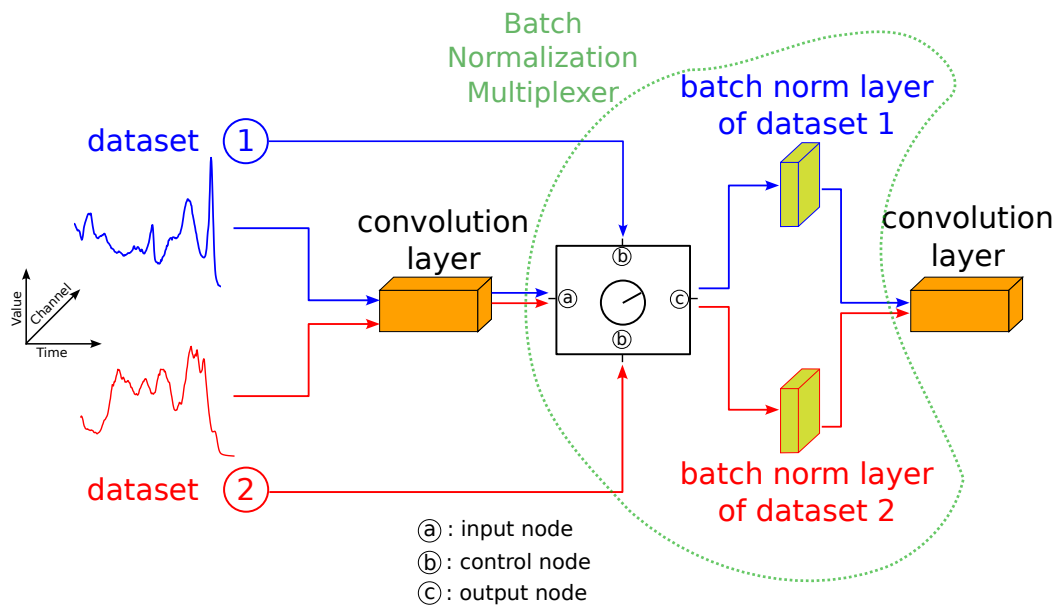 Batch
Normalization
Multiplexer
batch norm layer
of dataset 1
dataset 1
convolution
layer
convolution
layer
b
a
c
b
Value
Channel
Time
dataset 2
batch norm layer
of dataset 2
a : input node
b : control node
c : output node